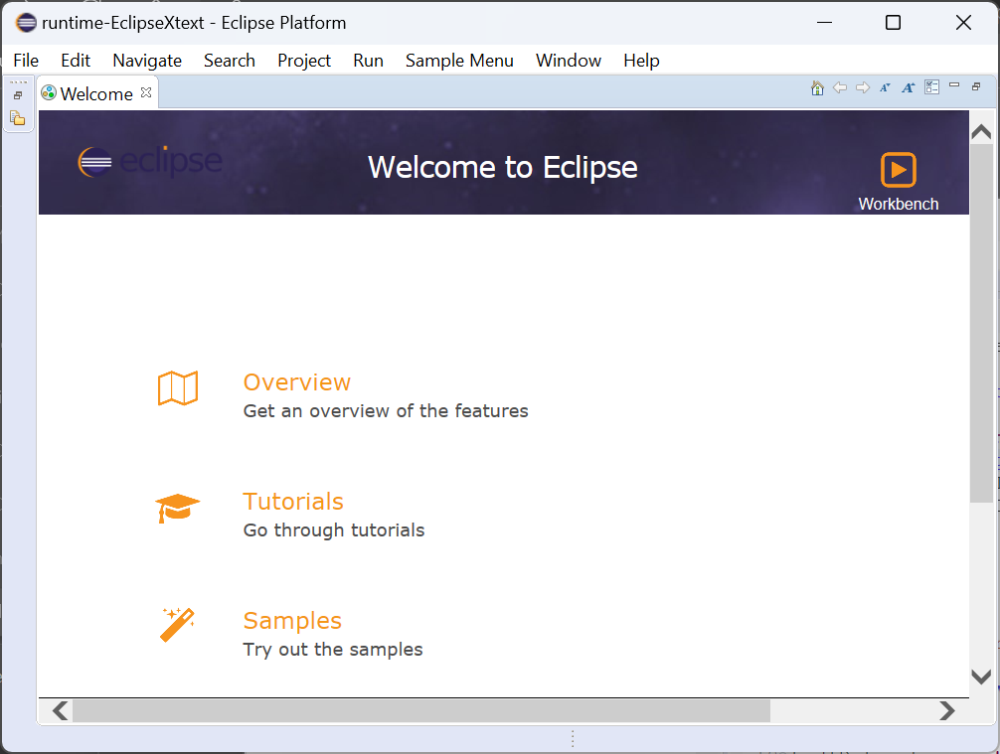 runtime-EclipseXtext - Eclipse Platform
File Edit Navigate Search Project Run Sample Menu Window Help
Welcome
eclipse
Welcome to Eclipse
Workbench
Overview
Get an overview of the features
Tutorials
Go through tutorials
Samples
Try out the samples